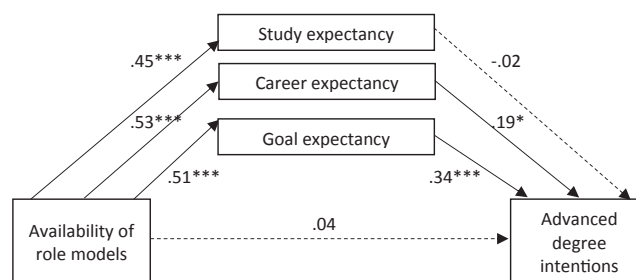 Study expectancy
.45***
-.02
Career expectancy
.53***
.19*
Goal expectancy
.51***
.34***
Availability of
role models
.04
Advanced
degree
intentions